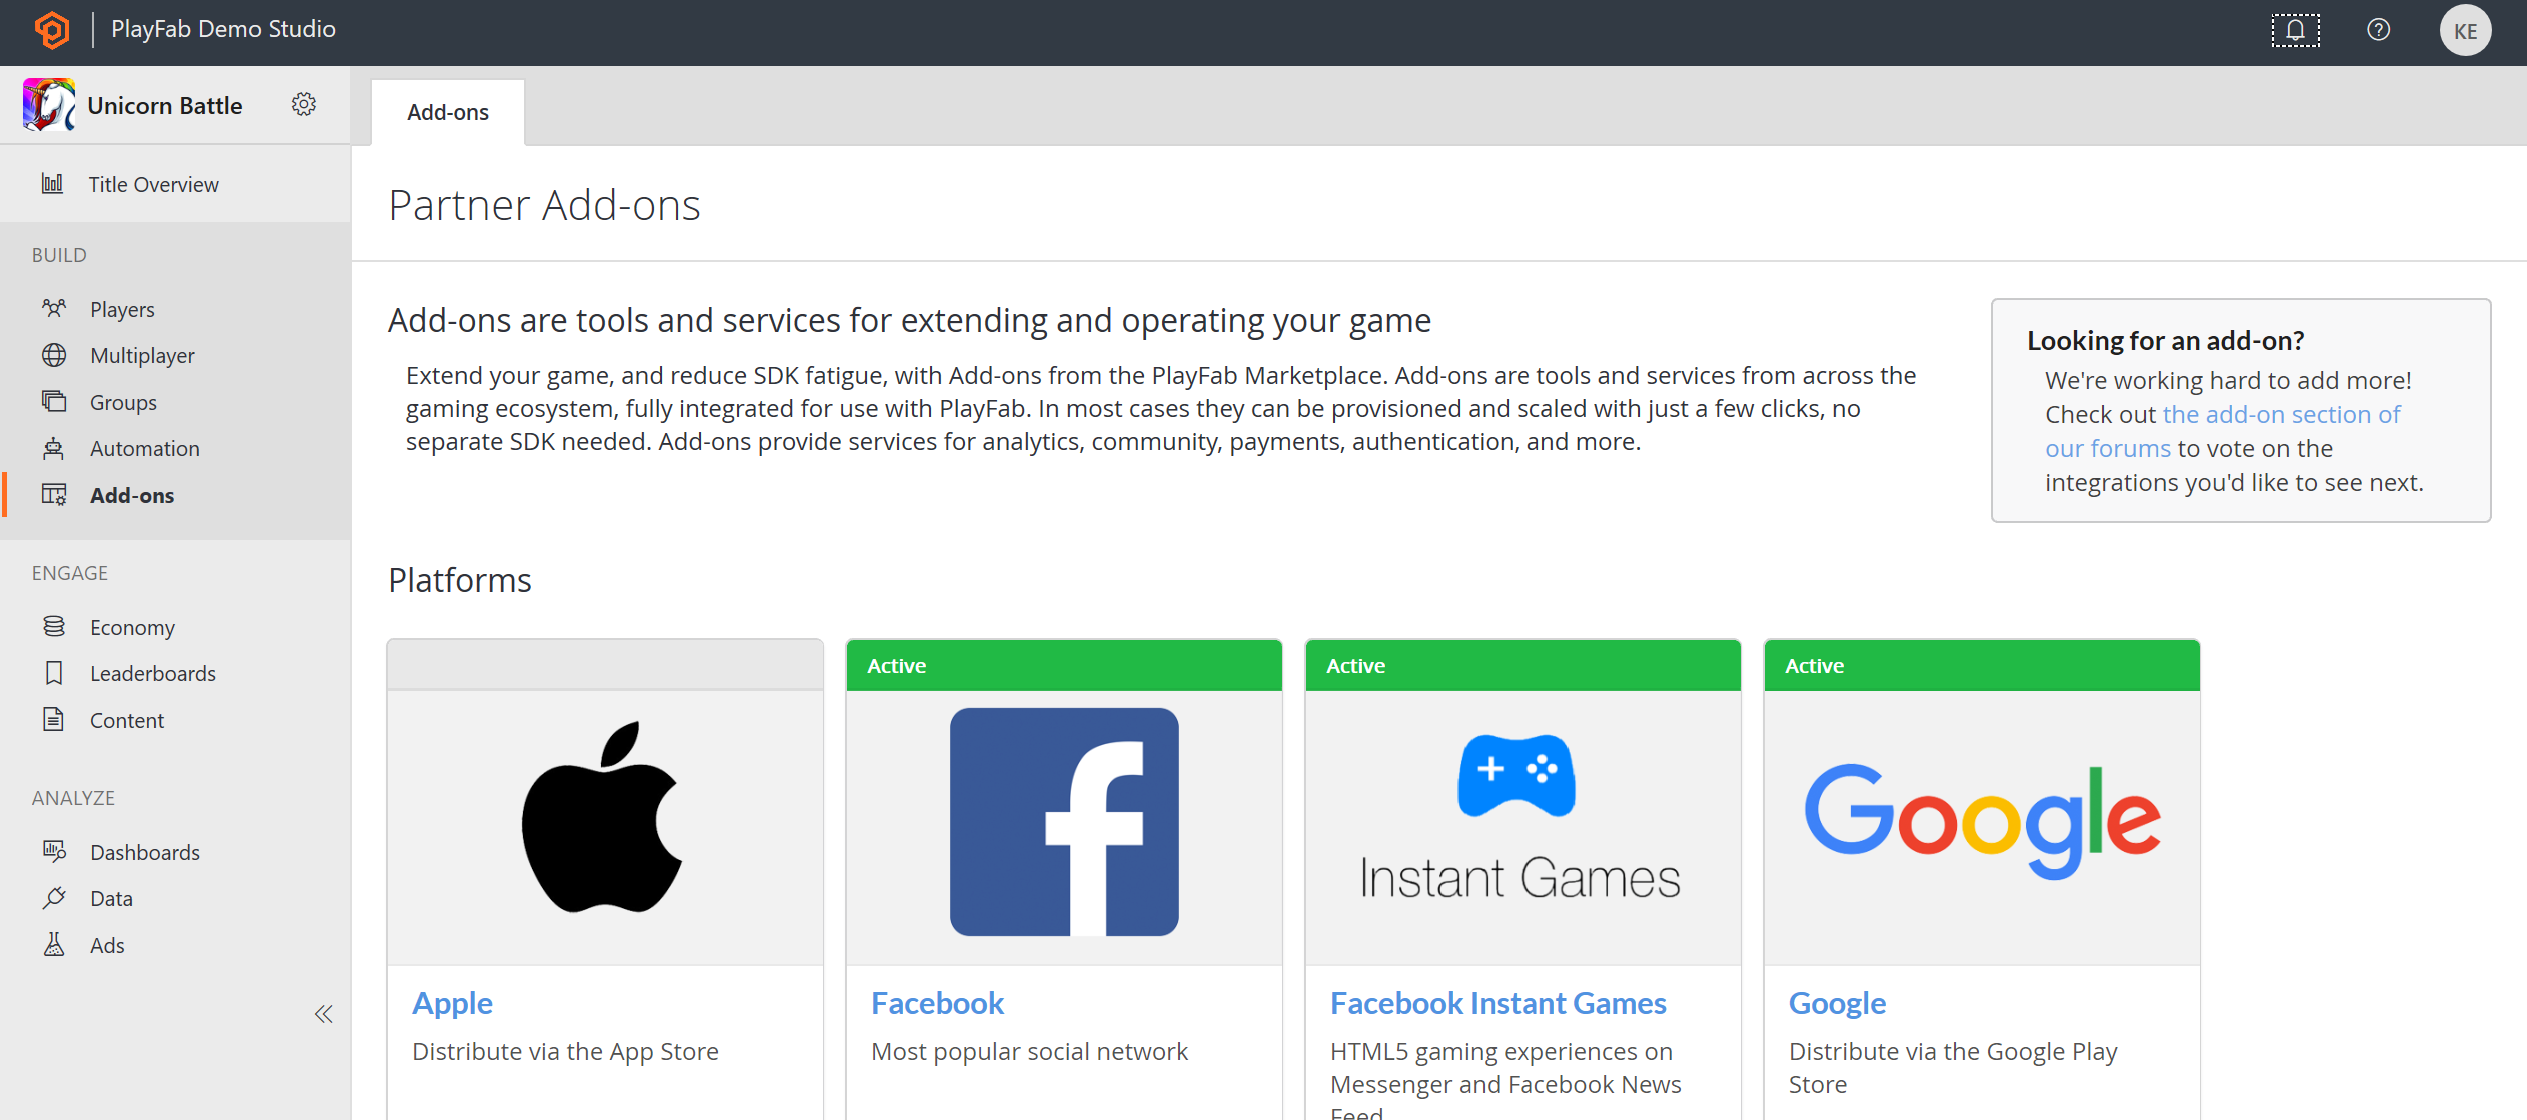 PlayFab Demo Studio
KE
Unicorn Battle
Add-ons
Title Overview
Partner Add-ons
BUILD
Players
Multiplayer
Groups
Automation
Add-ons
ENGAGE
Economy
Leaderboards
Content
ANALYZE
Dashboards
Data
Ads
Add-ons are tools and services for extending and operating your game
Extend your game, and reduce SDK fatigue, with Add-ons from the PlayFab Marketplace. Add-ons are tools and services from across the
gaming ecosystem, fully integrated for use with PlayFab. In most cases they can be provisioned and scaled with just a few clicks, no
separate SDK needed. Add-ons provide services for analytics, community, payments, authentication, and more.
Looking for an add-on?
We're working hard to add more!
Check out the add-on section of
our forums to vote on the
integrations you'd like to see next.
Platforms
Apple
Distribute via the App Store
Active
Facebook
Most popular social network
Active
Instant Games
Facebook Instant Games
HTML5 gaming experiences on
Messenger and Facebook News
Feed
Active
Google
Google
Distribute via the Google Play
Store